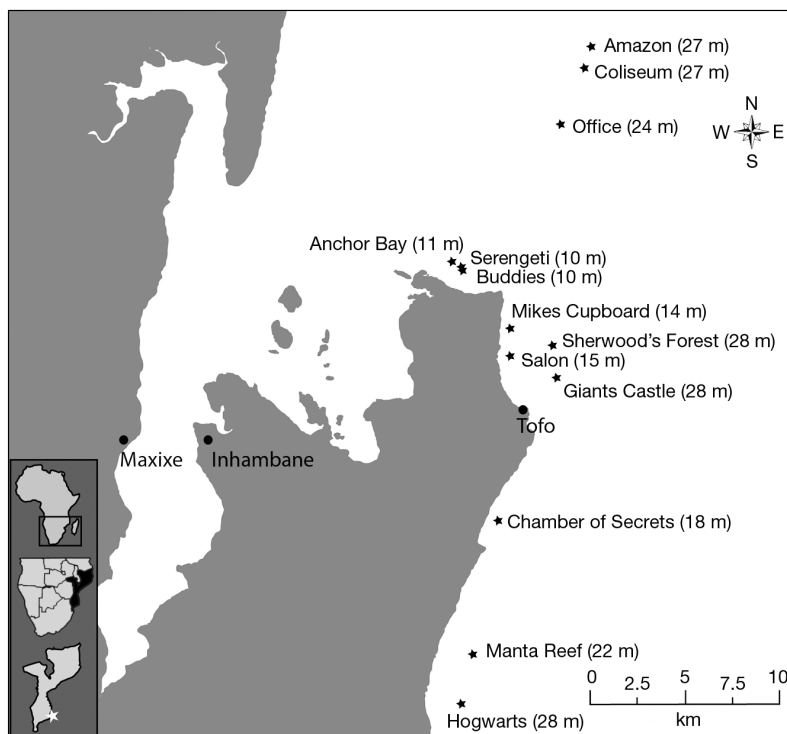 Amazon (27 m)
Coliseum (27 m)
N
Office (24 m)
W E
S
Anchor Bay (11 m)
Serengeti (10 m)
Buddies (10 m)
Mikes Cupboard (14 m)
Sherwood’s Forest (28 m)
Salon (15 m)
Giants Castle (28 m)
Tofo
Maxixe
Inhambane
Chamber of Secrets (18 m)
Manta Reef (22 m)
0 2.5 5 7.5 10
km
Hogwarts (28 m)